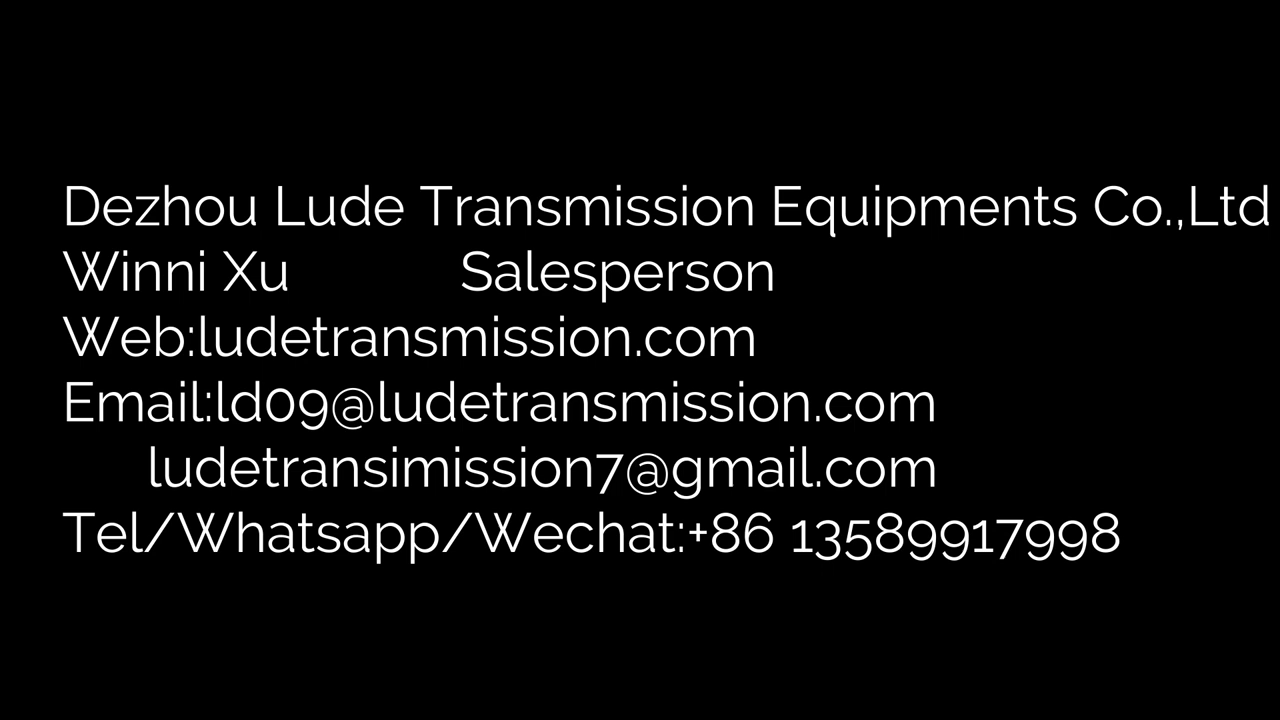 Dezhou Lude Transmission Equipments Co.,Ltd
Winni Xu Salesperson
Web:ludetransmission.com
Email:ld09@ludetransmission.com
ludetransimission7@gmail.com
Tel/Whatsapp/Wechat:+86 13589917998